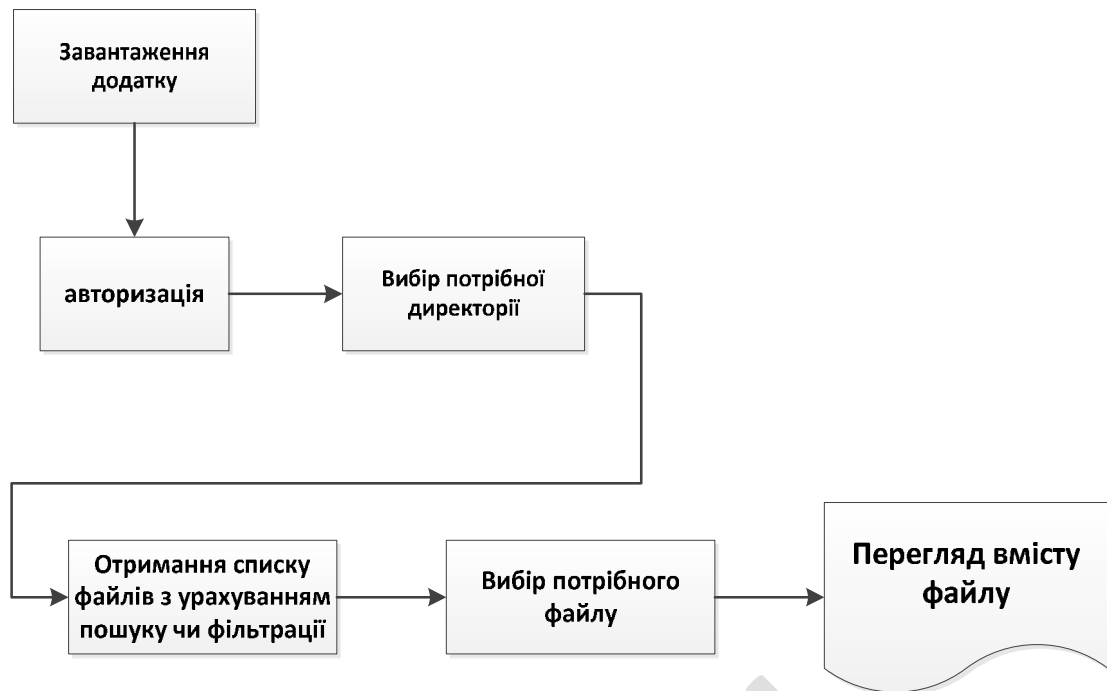 Завантаження
додатку
авторизація
Вибір потрібної
директорії
Отримання списку
файлів з урахуванням
пошуку чи фільтрації
Вибір потрібного
файлу
Перегляд вмісту
файлу